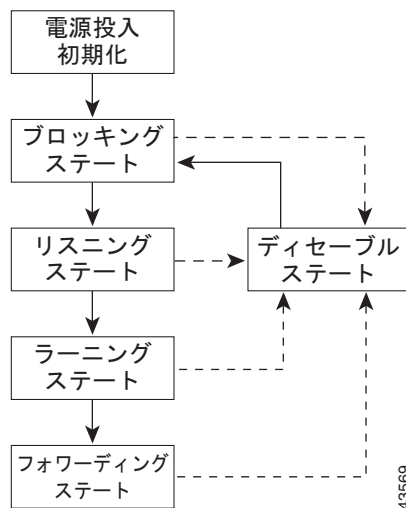 電源投入
初期化
ブロッキング
ステート
リスニング
ステート
ディセーブル
ステート
ラーニング
ステート
フォワーディング
ステート
43569